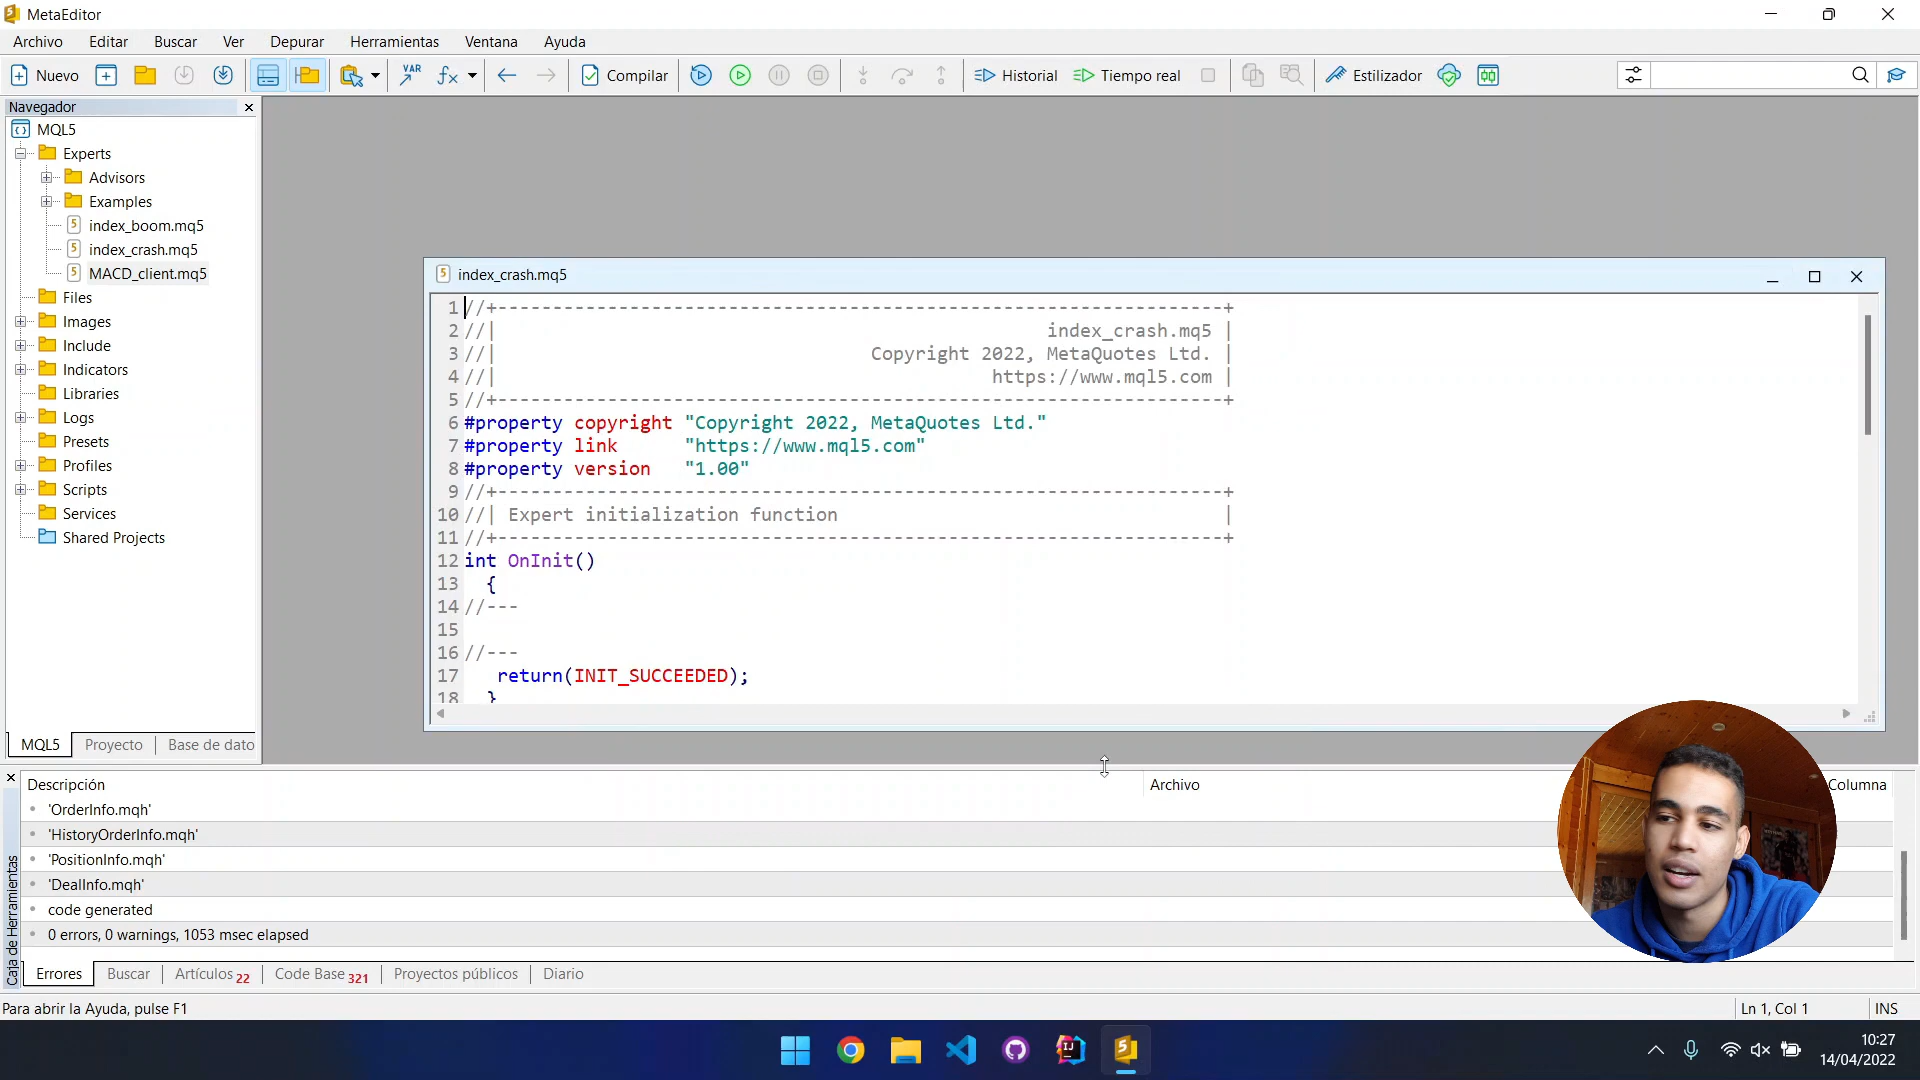 MetaEditor
Archivo Editar Buscar Ver Depurar Herramientas Ventana Ayuda
Nuevo VAR fx Compilar Historial Tiempo real Estilizador
Navegador
MQL5
Experts
Advisors
Examples
index_boom.mq5
index_crash.mq5
MACD_client.mq5
Files
Images
Include
Indicators
Libraries
Logs
Presets
Profiles
Scripts
Services
Shared Projects
MQL5 Proyecto Base de dato
index_crash.mq5
1 //+------------------------------------------------------------------+
2 //| index_crash.mq5 |
3 //| Copyright 2022, MetaQuotes Ltd. |
4 //| https://www.mql5.com |
5 //+------------------------------------------------------------------+
6 #property copyright "Copyright 2022, MetaQuotes Ltd."
7 #property link "https://www.mql5.com"
8 #property version "1.00"
9 //+------------------------------------------------------------------+
10 //| Expert initialization function |
11 //+------------------------------------------------------------------+
12 int OnInit()
13 {
14 //---
15
16 //---
17 return(INIT_SUCCEEDED);
18 }
Caja de Herramientas
Descripción Archivo Columna
'OrderInfo.mqh'
'HistoryOrderInfo.mqh'
'PositionInfo.mqh'
'DealInfo.mqh'
code generated
0 errors, 0 warnings, 1053 msec elapsed
Errores Buscar Artículos 22 Code Base 321 Proyectos públicos Diario
Para abrir la Ayuda, pulse F1 Ln 1, Col 1 INS
10:27
14/04/2022